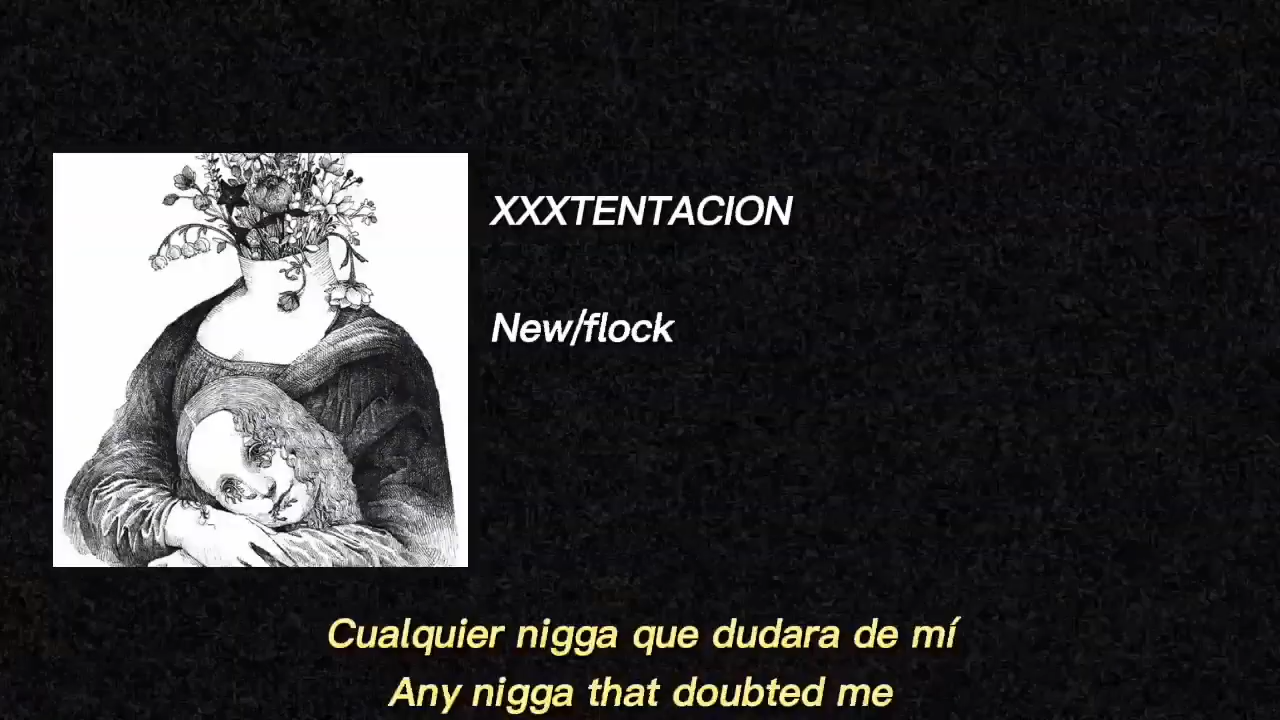 XXXTENTACION
New/flock
Cualquier nigga que dudara de mí
Any nigga that doubted me